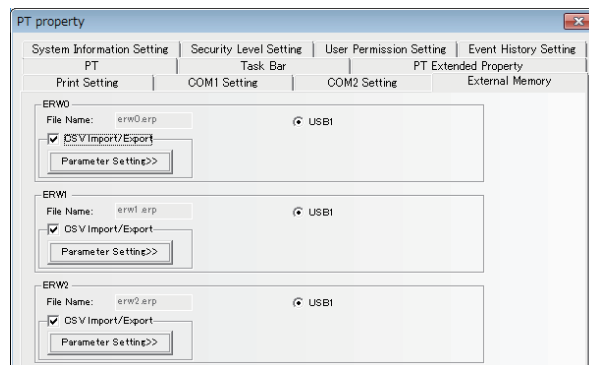 PT property
System Information Setting Security Level Setting User Permission Setting Event History Setting
PT Task Bar PT Extended Property
Print Setting COM1 Setting COM2 Setting External Memory
ERW0
File Name: erw0.erp USB1
CSV Import/Export
Parameter Setting>>
ERW1
File Name: erw1.erp USB1
CSV Import/Export
Parameter Setting>>
ERW2
File Name: erw2.erp USB1
CSV Import/Export
Parameter Setting>>